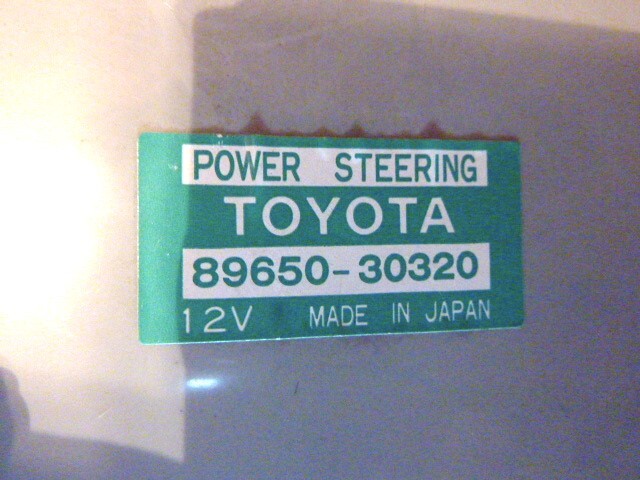 POWER STEERING
TOYOTA
89650-30320
12V MADE IN JAPAN